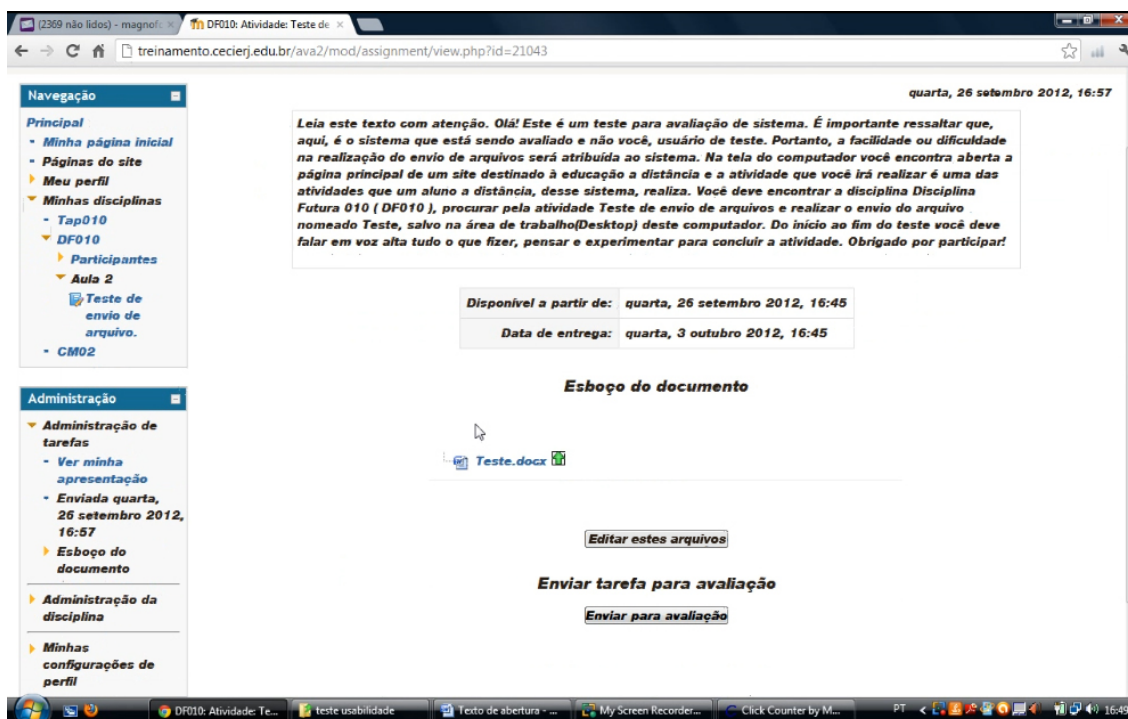 (2369 não lidos) - magnofc
DF010: Atividade: Teste de
treinamento.cecierj.edu.br/ava2/mod/assignment/view.php?id=21043
quarta, 26 setembro 2012, 16:57
Navegação
Principal
Minha página inicial
Páginas do site
Meu perfil
Minhas disciplinas
Tap010
DF010
Participantes
Aula 2
Teste de
envio de
arquivo.
CM02
Administração
Administração de
tarefas
Ver minha
apresentação
Enviada quarta,
26 setembro 2012,
16:57
Esboço do
documento
Administração da
disciplina
Minhas
configurações de
perfil
Leia este texto com atenção. Olá! Este é um teste para avaliação de sistema. É importante ressaltar que,
aqui, é o sistema que está sendo avaliado e não você, usuário de teste. Portanto, a facilidade ou dificuldade
na realização do envio de arquivos será atribuída ao sistema. Na tela do computador você encontra aberta a
página principal de um site destinado à educação a distância e a atividade que você irá realizar é uma das
atividades que um aluno a distância, desse sistema, realiza. Você deve encontrar a disciplina Disciplina
Futura 010 ( DF010 ), procurar pela atividade Teste de envio de arquivos e realizar o envio do arquivo
nomeado Teste, salvo na área de trabalho(Desktop) deste computador. Do início ao fim do teste você deve
falar em voz alta tudo o que fizer, pensar e experimentar para concluir a atividade. Obrigado por participar!
Disponível a partir de: quarta, 26 setembro 2012, 16:45
Data de entrega: quarta, 3 outubro 2012, 16:45
Esboço do documento
Teste.docx
Editar estes arquivos
Enviar tarefa para avaliação
Enviar para avaliação
DF010: Atividade: Te...
teste usabilidade
Texto de abertura - ...
My Screen Recorder...
Click Counter by M...
PT
16:49